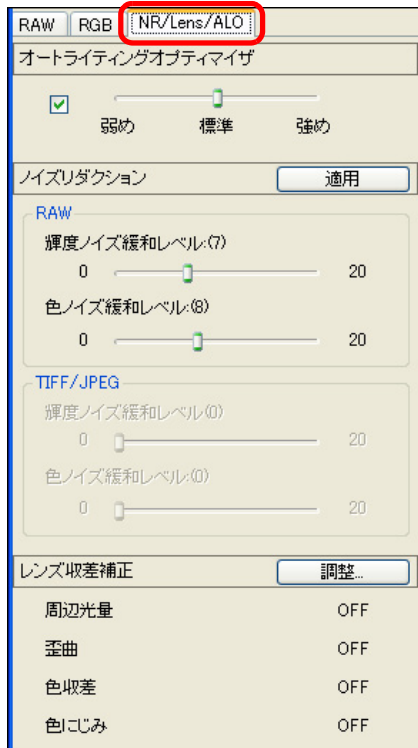 RAW RGB NR/Lens/ALO
オートライティングオプティマイザ
弱め 標準 強め
ノイズリダクション 適用
RAW
輝度ノイズ緩和レベル:(7)
0 20
色ノイズ緩和レベル:(8)
0 20
TIFF/JPEG
輝度ノイズ緩和レベル(0)
0 20
色ノイズ緩和レベル:(0)
0 20
レンズ収差補正 調整...
周辺光量 OFF
歪曲 OFF
色収差 OFF
色にじみ OFF